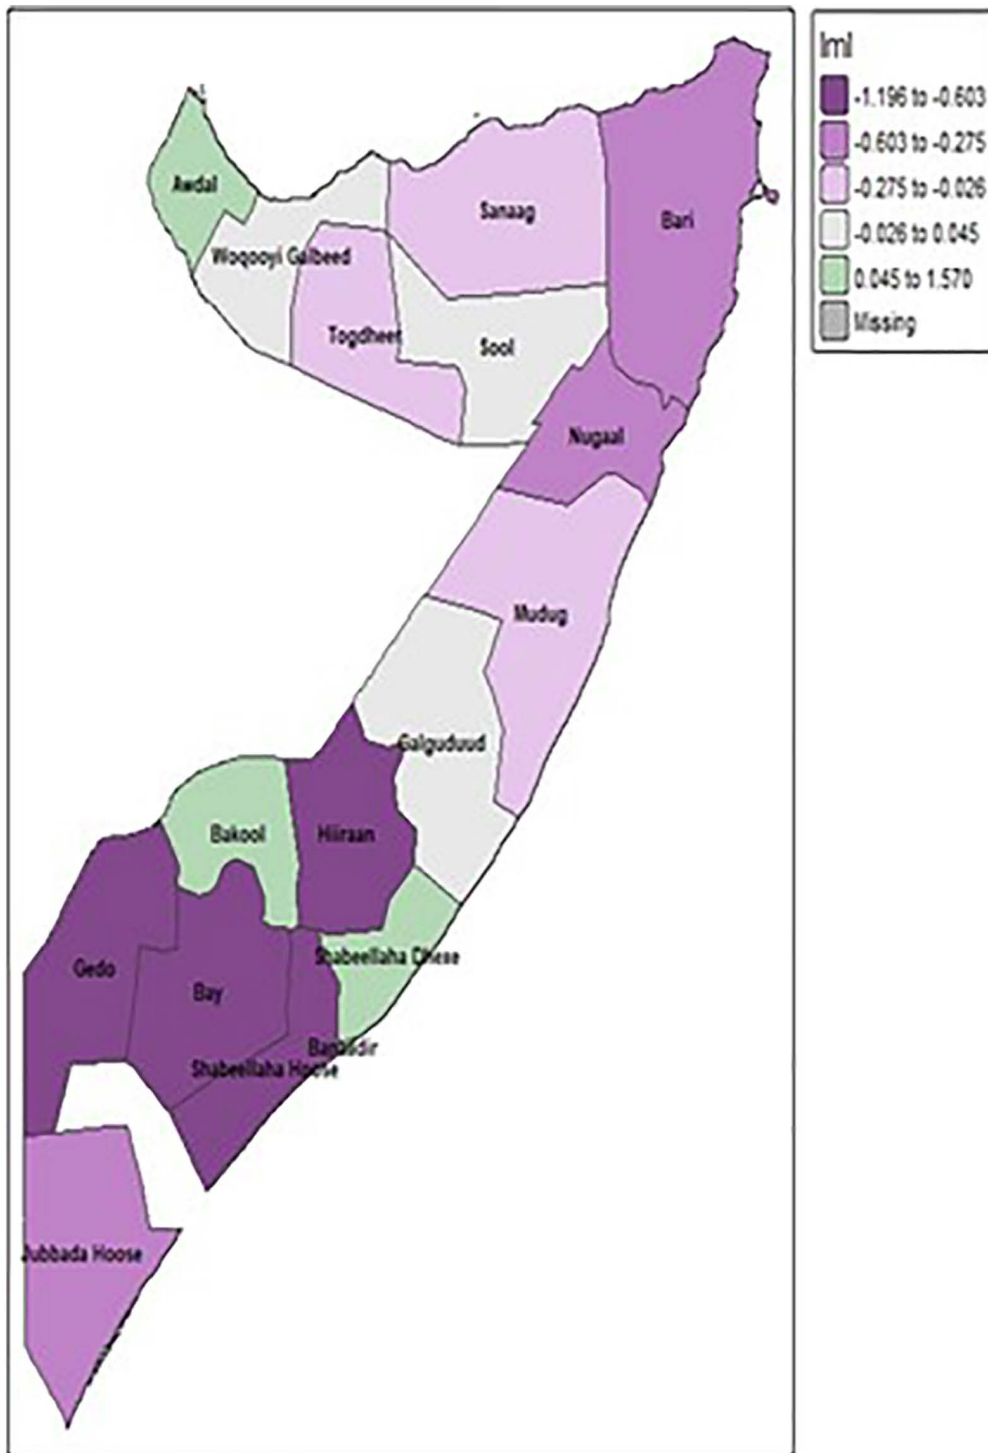 lmI
-1.196 to -0.603
-0.603 to -0.275
-0.275 to -0.026
-0.026 to 0.045
0.045 to 1.570
Missing
Awdal
Sanaag
Bari
Woqooyi Galbeed
Togdheer
Sool
Nugaal
Mudug
Galguduud
Bakool
Hiiraan
Shabeellaha Dhexe
Gedo
Bay
Banaadir
Shabeellaha Hoose
Jubbada Hoose